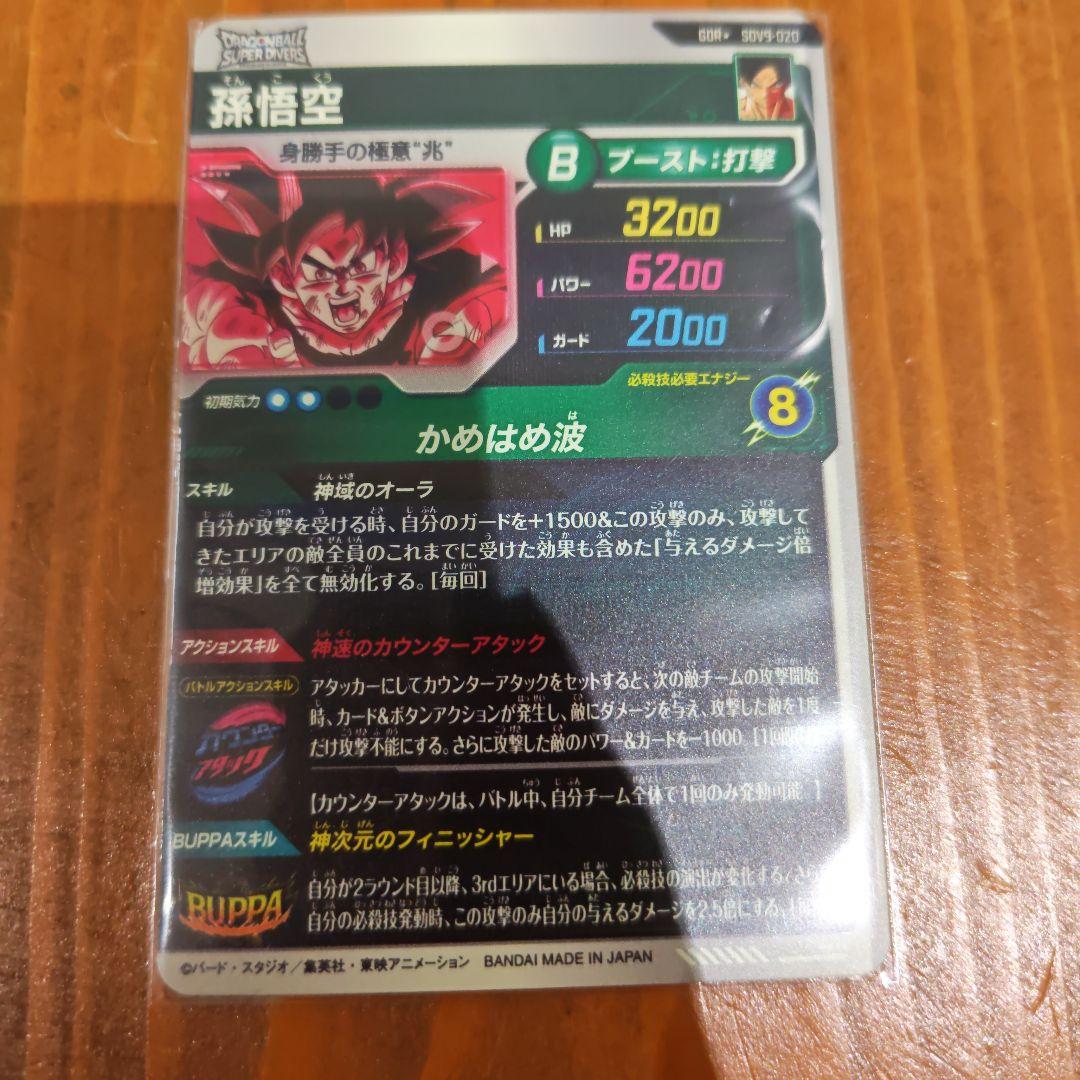 DRAGONBALL
SUPER DIVERS
GDR★ SDV9-020
そん ご くう
孫悟空
身勝手の極意"兆"
B ブースト:打撃
HP 3200
パワー 6200
ガード 2000
初期気力
必殺技必要エナジー
8
は
かめはめ波
スキル 神域のオーラ
自分が攻撃を受ける時、自分のガードを+1500&この攻撃のみ、攻撃して
きたエリアの敵全員のこれまでに受けた効果も含めた「与えるダメージ倍
増効果」を全て無効化する。[毎回]
アクションスキル 神速のカウンターアタック
バトルアクションスキル
アタッカーにしてカウンターアタックをセットすると、次の敵チームの攻撃開始
時、カード&ボタンアクションが発生し、敵にダメージを与え、攻撃した敵を1度
だけ攻撃不能にする。さらに攻撃した敵のパワー&ガードを-1000。[1回
カウンター
アタック
[カウンターアタックは、バトル中、自分チーム全体で1回のみ発動可能]
BUPPAスキル 神次元のフィニッシャー
BUPPA
自分が2ラウンド目以降、3rdエリアにいる場合、必殺技の演出が変化する
自分の必殺技発動時、この攻撃のみ自分の与えるダメージを2.5倍にする。
©バード・スタジオ/集英社・東映アニメーション BANDAI MADE IN JAPAN